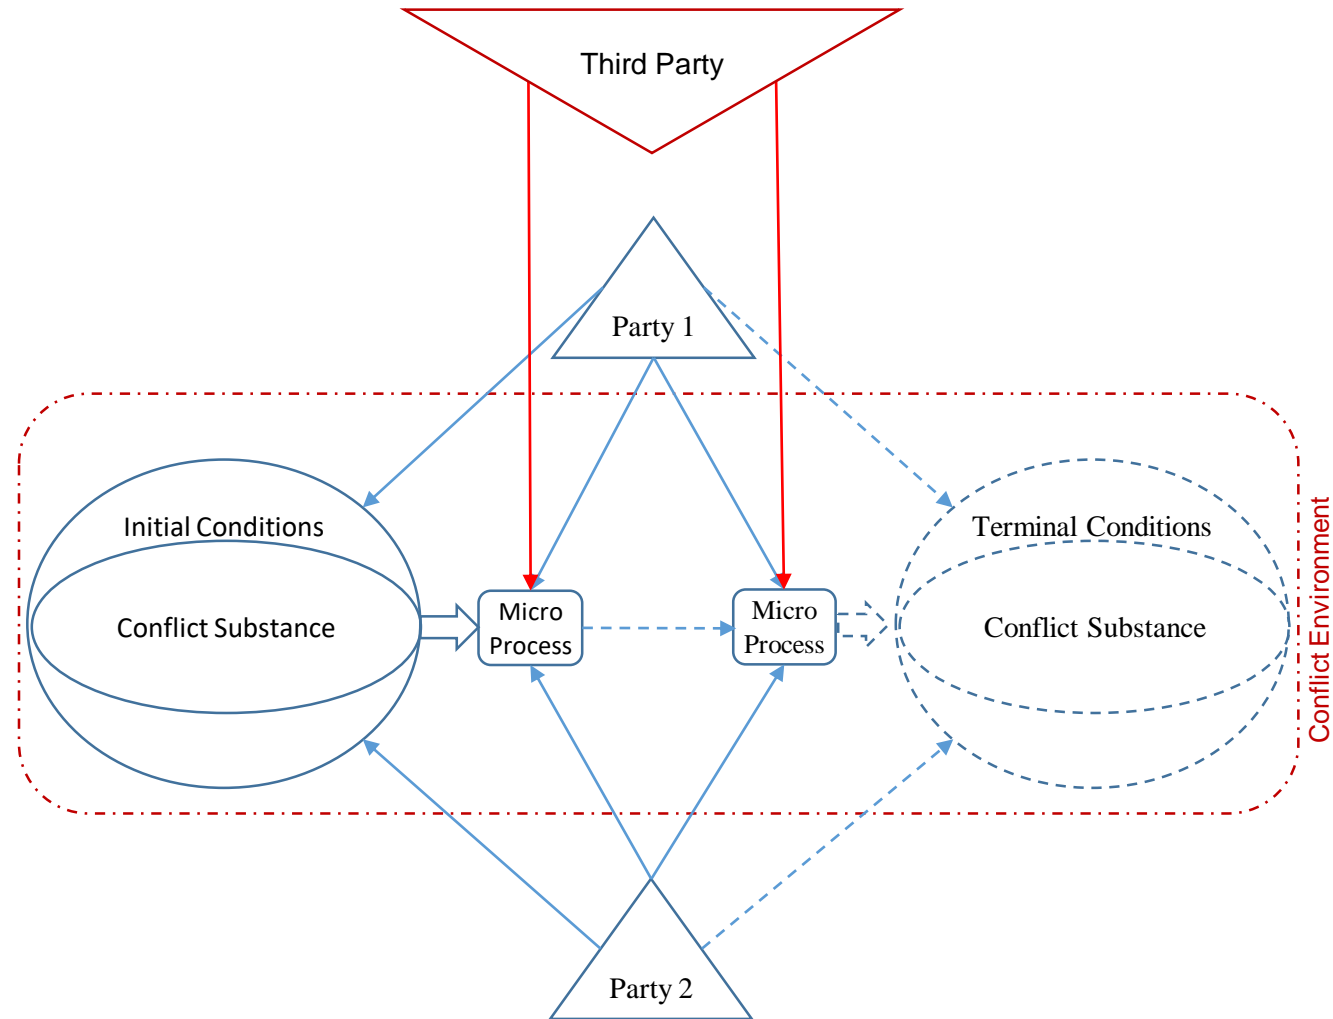 Third Party
Party 1
Initial Conditions
Terminal Conditions
Conflict Substance
Micro
Process
Micro
Process
Conflict Substance
Conflict Environment
Party 2